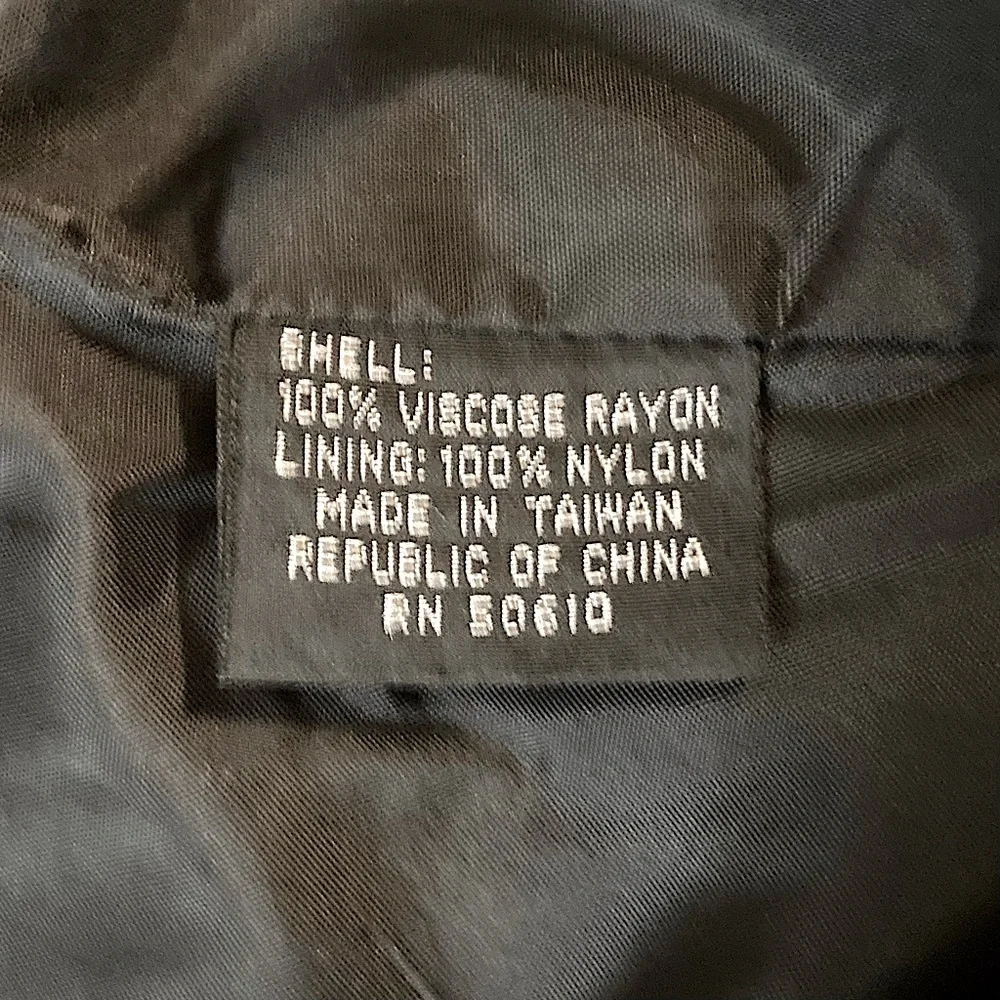 SHELL:
100% VISCOSE RAYON
LINING: 100% NYLON
MADE IN TAIWAN
REPUBLIC OF CHINA
RN 50610